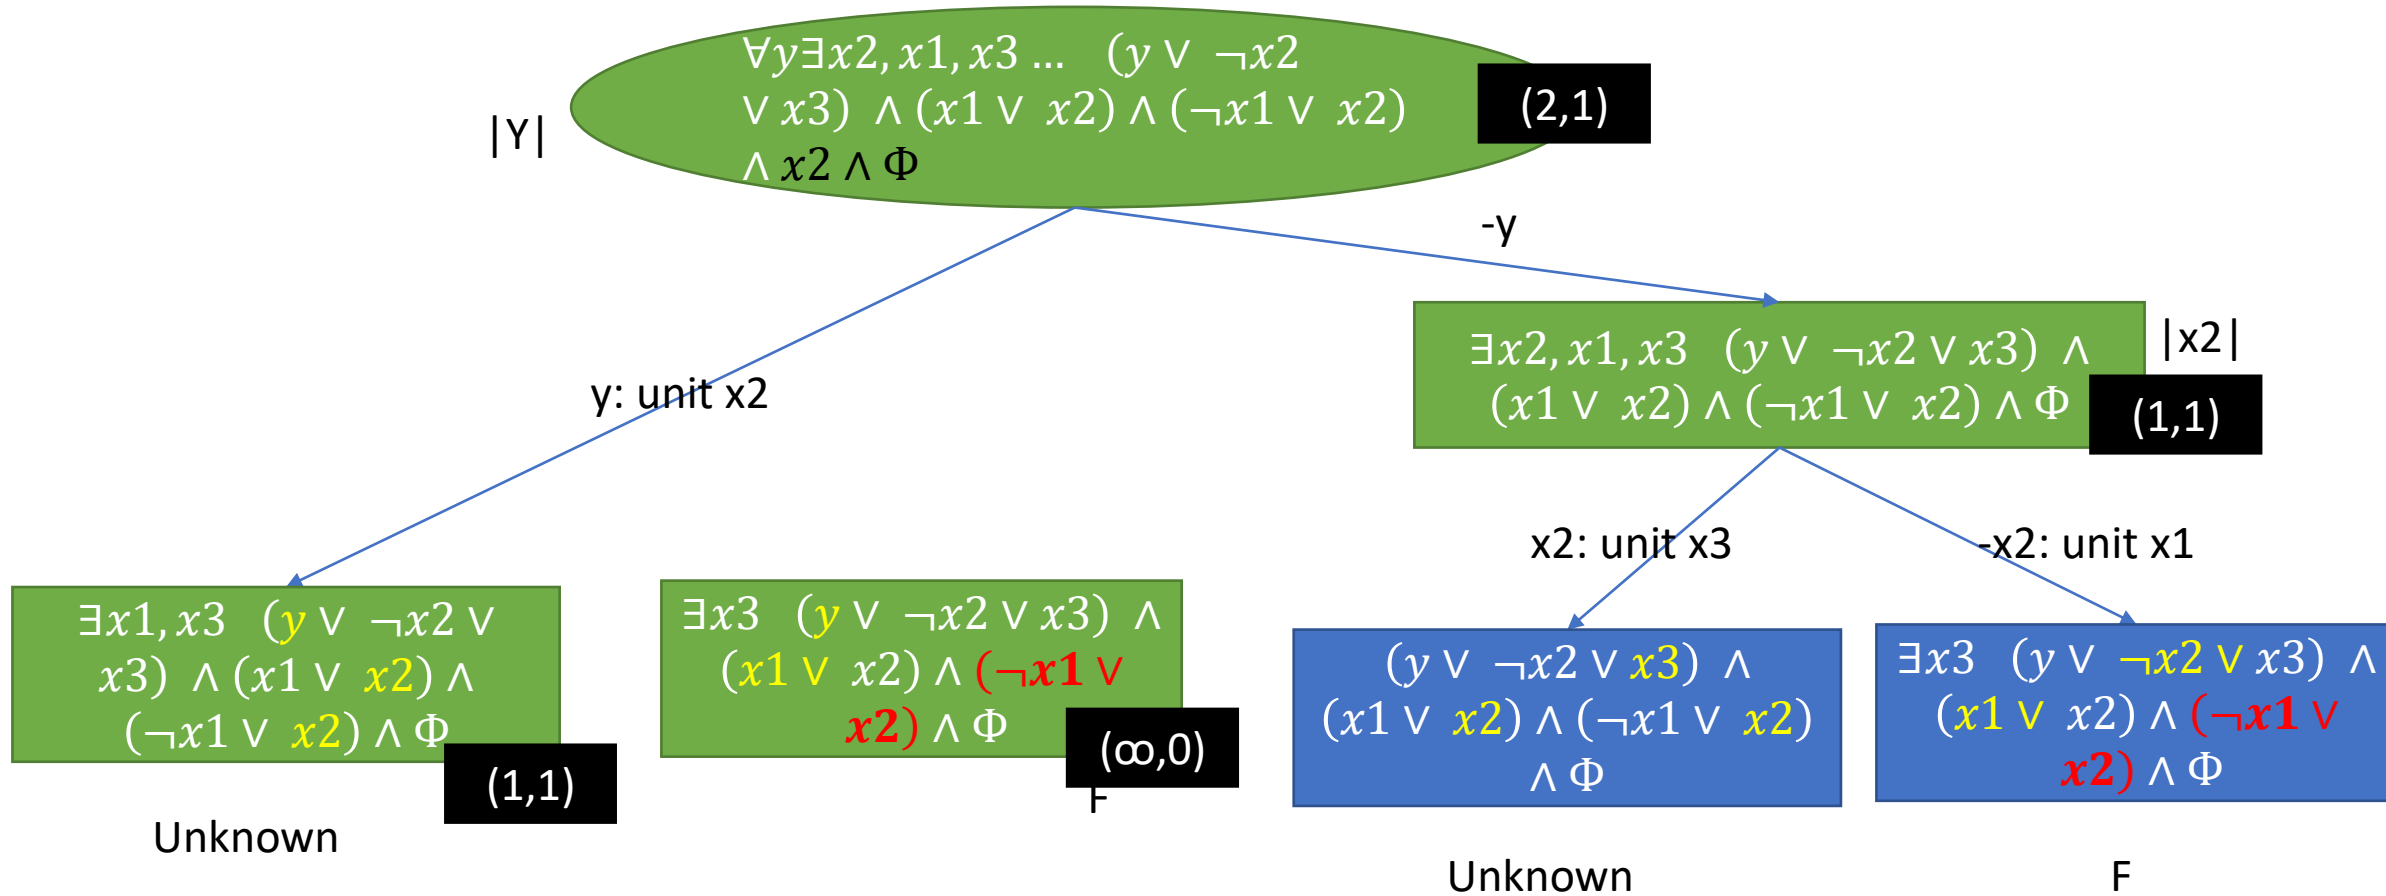 ∀y∃x2, x1, x3 … (y ∨ ¬x2
∨ x3) ∧ (x1 ∨ x2) ∧ (¬x1 ∨ x2)
∧ x2 ∧ Φ
(2,1)
|Y|
-y
∃x2, x1, x3 (y ∨ ¬x2 ∨ x3) ∧
(x1 ∨ x2) ∧ (¬x1 ∨ x2) ∧ Φ
|x2|
(1,1)
y: unit x2
x2: unit x3
-x2: unit x1
∃x1, x3 (y ∨ ¬x2 ∨
x3) ∧ (x1 ∨ x2) ∧
(¬x1 ∨ x2) ∧ Φ
(1,1)
Unknown
∃x3 (y ∨ ¬x2 ∨ x3) ∧
(x1 ∨ x2) ∧ (¬x1 ∨
x2) ∧ Φ
(∞,0)
F
(y ∨ ¬x2 ∨ x3) ∧
(x1 ∨ x2) ∧ (¬x1 ∨ x2)
∧ Φ
Unknown
∃x3 (y ∨ ¬x2 ∨ x3) ∧
(x1 ∨ x2) ∧ (¬x1 ∨
x2) ∧ Φ
F